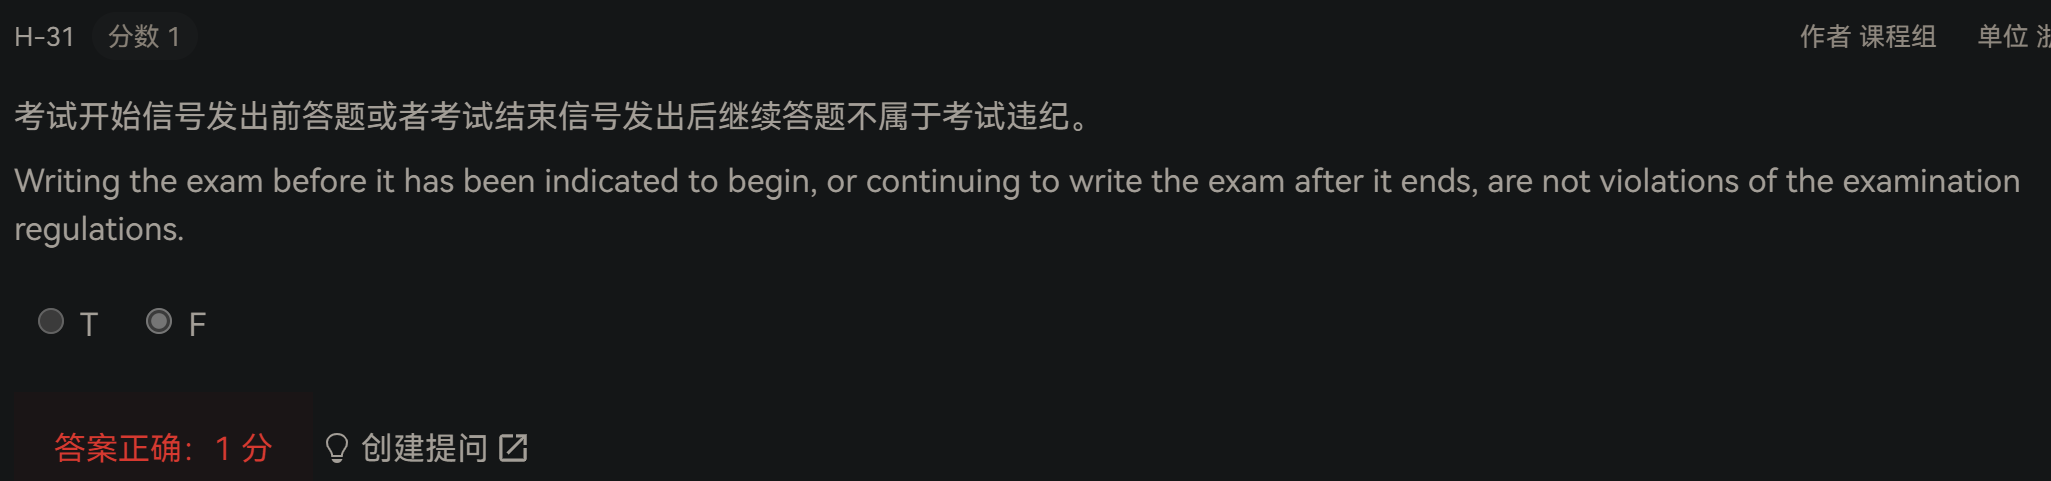 H-31 分数 1 作者 课程组 单位
考试开始信号发出前答题或者考试结束信号发出后继续答题不属于考试违纪。
Writing the exam before it has been indicated to begin, or continuing to write the exam after it ends, are not violations of the examination
regulations.
T F
答案正确：1 分 创建提问